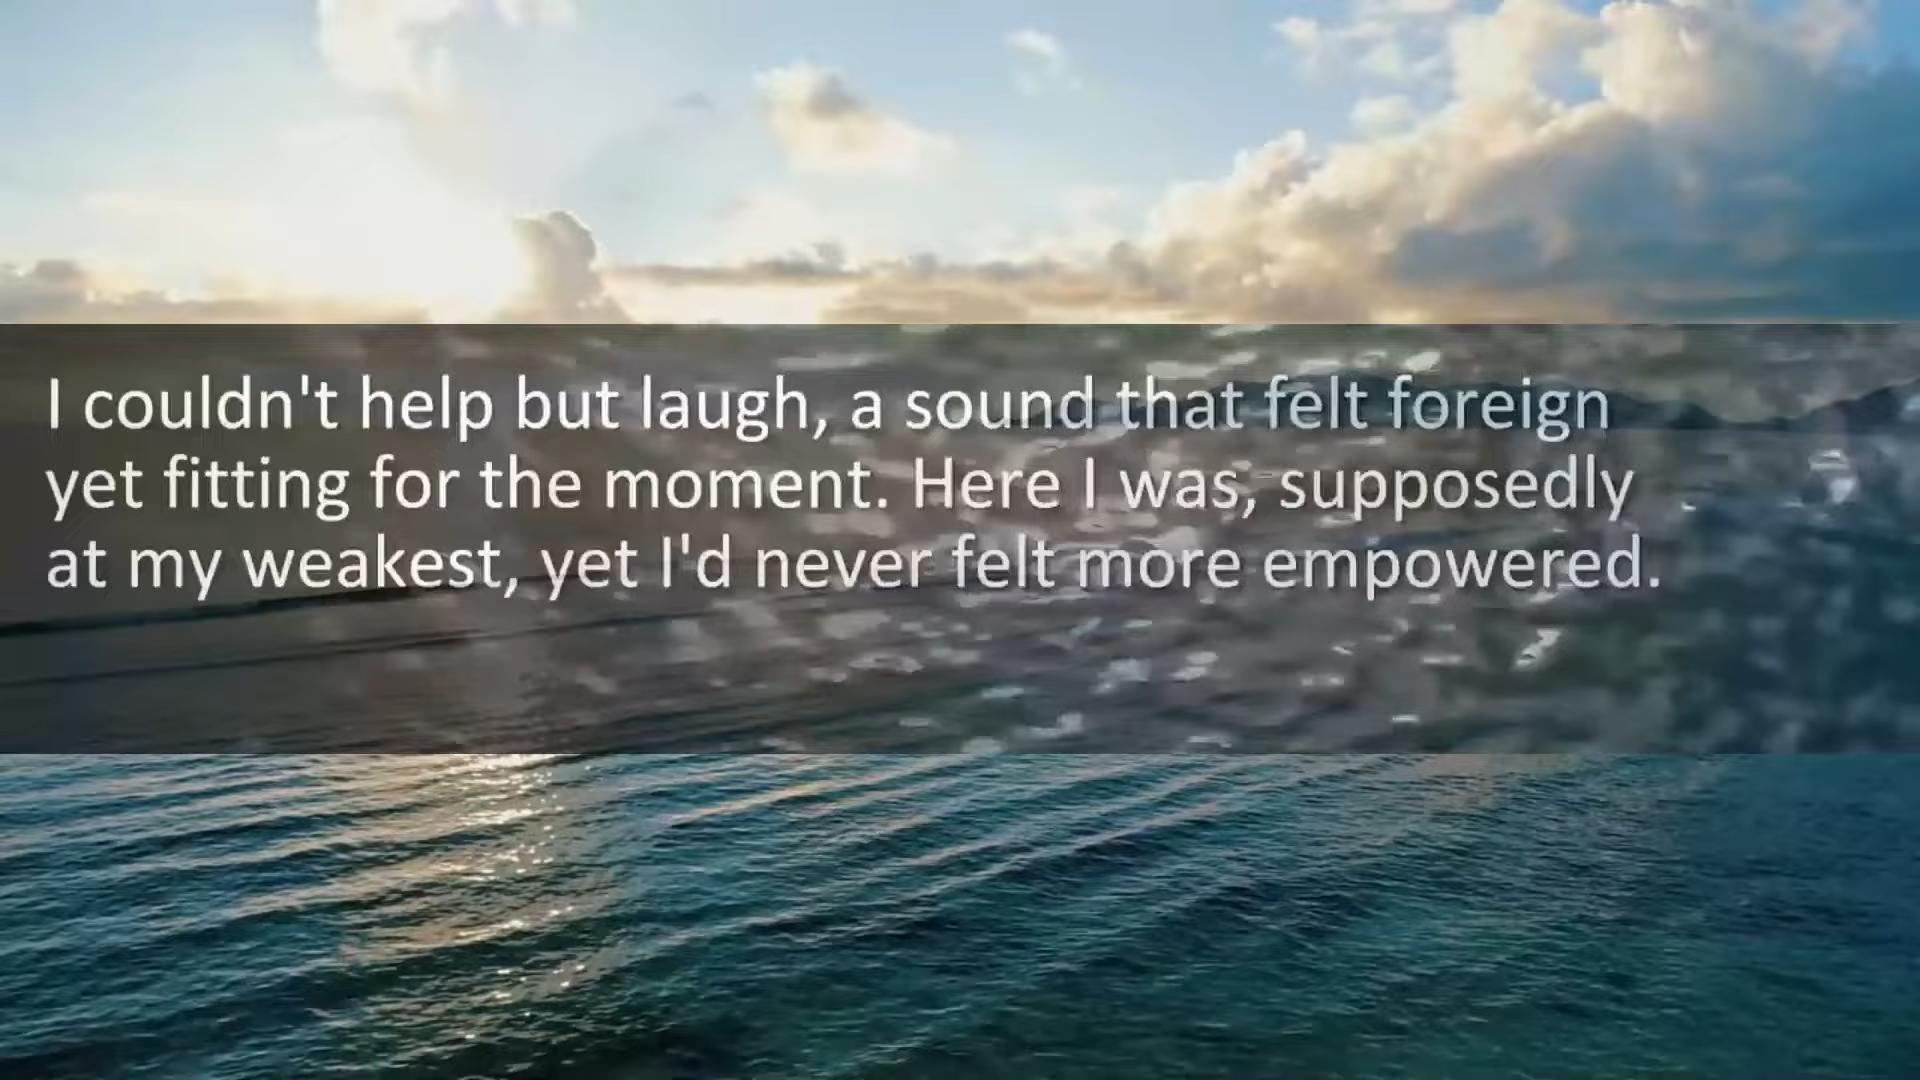 I couldn't help but laugh, a sound that felt foreign
yet fitting for the moment. Here I was, supposedly
at my weakest, yet I'd never felt more empowered.